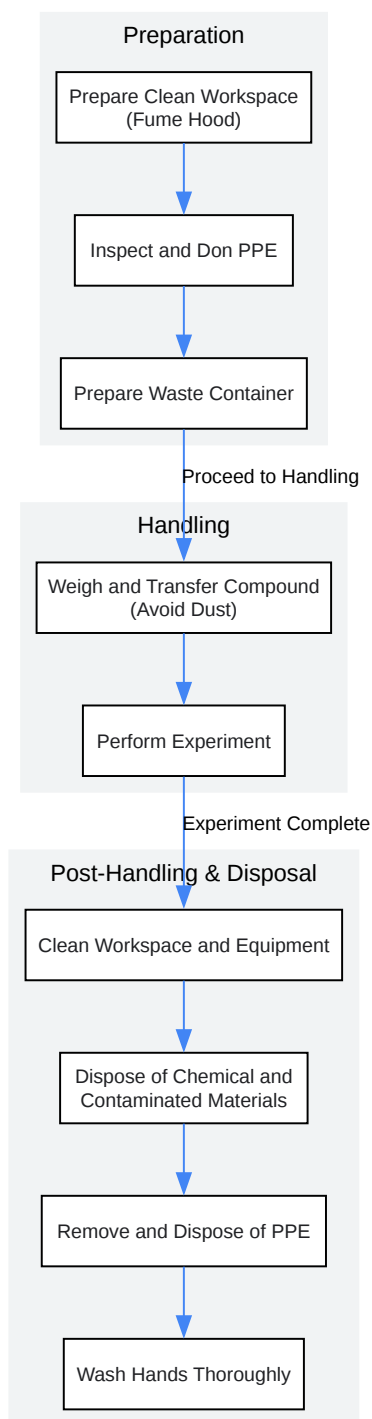 Preparation
Prepare Clean Workspace
(Fume Hood)
Inspect and Don PPE
Prepare Waste Container
Proceed to Handling
Handling
Weigh and Transfer Compound
(Avoid Dust)
Perform Experiment
Experiment Complete
Post-Handling & Disposal
Clean Workspace and Equipment
Dispose of Chemical and
Contaminated Materials
Remove and Dispose of PPE
Wash Hands Thoroughly